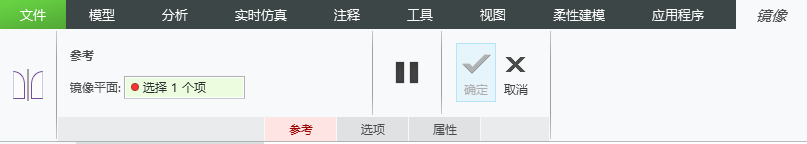 文件 模型 分析 实时仿真 注释 工具 视图 柔性建模 应用程序 镜像
参考
镜像平面: 选择 1 个项
确定 取消
参考 选项 属性